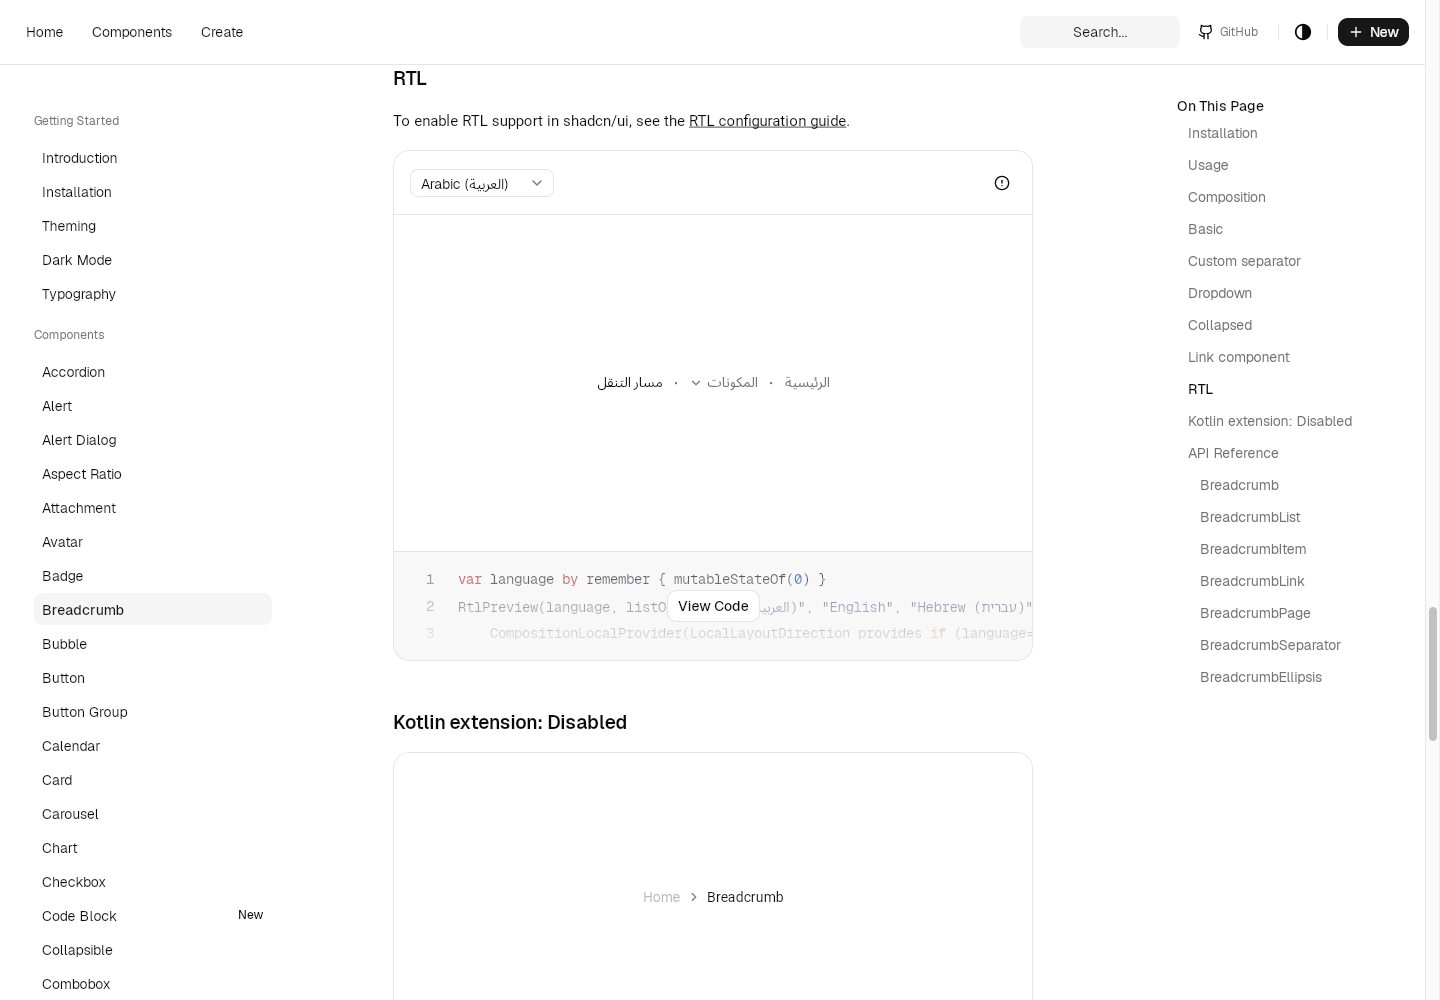 Home Components Create Search... GitHub New
Getting Started
Introduction
Installation
Theming
Dark Mode
Typography
Components
Accordion
Alert
Alert Dialog
Aspect Ratio
Attachment
Avatar
Badge
Breadcrumb
Bubble
Button
Button Group
Calendar
Card
Carousel
Chart
Checkbox
Code Block New
Collapsible
Combobox
RTL
To enable RTL support in shadcn/ui, see the RTL configuration guide.
Arabic (العربية)
الرئيسية • المكونات • مسار التنقل
1 var language by remember { mutableStateOf(0) }
2 RtlPreview(language, View Code "English", "Hebrew (עברית)"
3 CompositionLocalProvider(LocalLayoutDirection provides if (language=
Kotlin extension: Disabled
Home Breadcrumb
On This Page
Installation
Usage
Composition
Basic
Custom separator
Dropdown
Collapsed
Link component
RTL
Kotlin extension: Disabled
API Reference
Breadcrumb
BreadcrumbList
BreadcrumbItem
BreadcrumbLink
BreadcrumbPage
BreadcrumbSeparator
BreadcrumbEllipsis